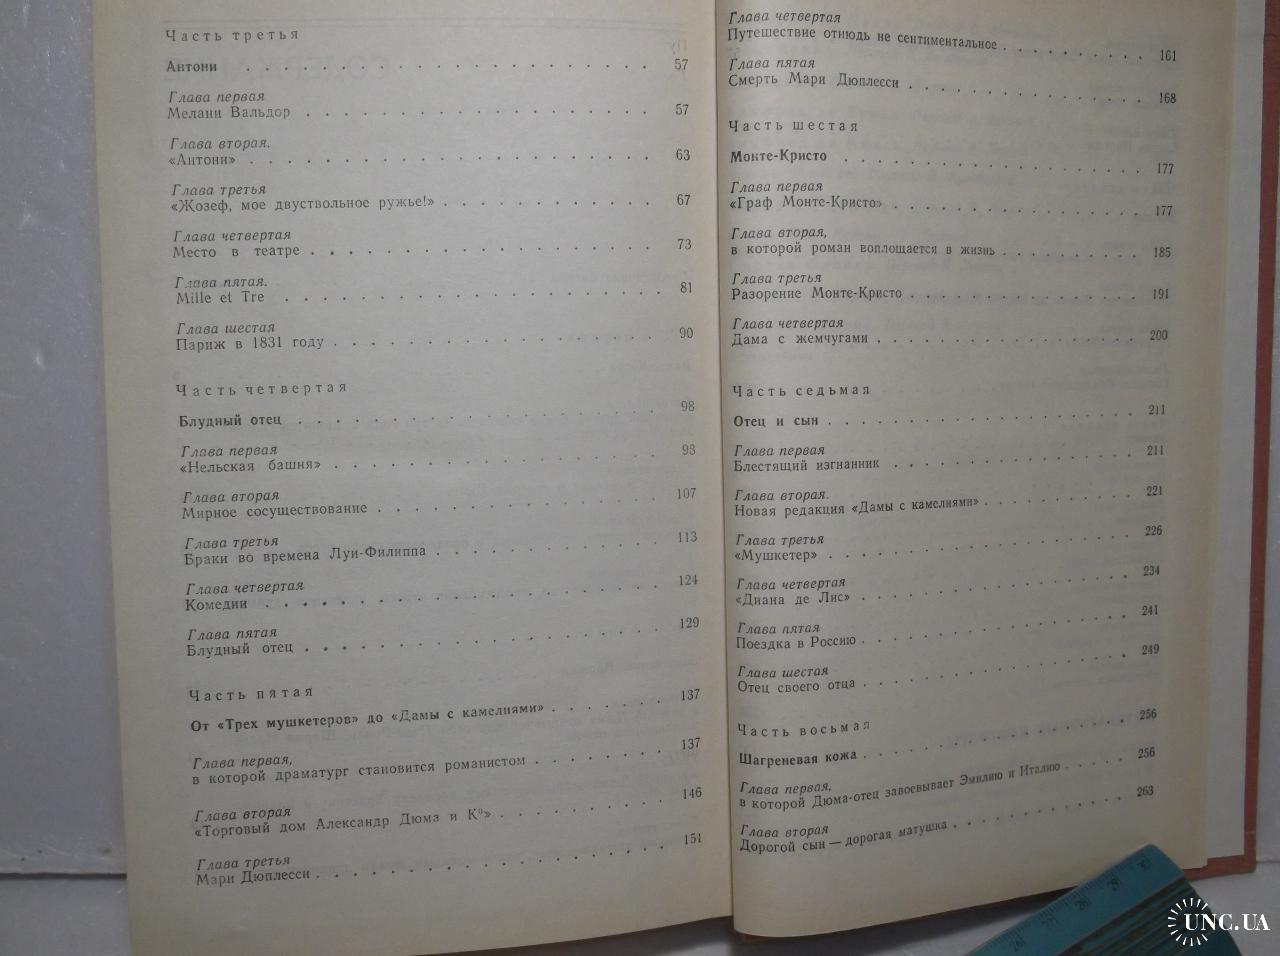 Часть третья
Антони . . . . . . . . . . . . . . . . . . . 57
Глава первая
Мелани Вальдор . . . . . . . . . . . . . . . . 57
Глава вторая.
«Антони» . . . . . . . . . . . . . . . . . . . 63
Глава третья
«Жозеф, мое двуствольное ружье!» . . . . . . . . . . 67
Глава четвертая
Место в театре . . . . . . . . . . . . . . . . 73
Глава пятая.
Mille et Tre . . . . . . . . . . . . . . . . . 81
Глава шестая
Париж в 1831 году . . . . . . . . . . . . . . . 90
Часть четвертая
Блудный отец . . . . . . . . . . . . . . . . . 98
Глава первая
«Нельская башня» . . . . . . . . . . . . . . . 98
Глава вторая
Мирное сосуществование . . . . . . . . . . . . . 107
Глава третья
Браки во времена Луи-Филиппа . . . . . . . . . . . 113
Глава четвертая
Комедии . . . . . . . . . . . . . . . . . . . 124
Глава пятая
Блудный отец . . . . . . . . . . . . . . . . . 129
Часть пятая
От «Трех мушкетеров» до «Дамы с камелиями» . . . . . . . 137
Глава первая,
в которой драматург становится романистом . . . . . . . . 137
Глава вторая
«Торговый дом Александр Дюма и К⁰» . . . . . . . . . 146
Глава третья
Мари Дюплесси . . . . . . . . . . . . . . . . . 151
Глава четвертая
Путешествие отнюдь не сентиментальное . . . . . . . . . 161
Глава пятая
Смерть Мари Дюплесси . . . . . . . . . . . . . . 168
Часть шестая
Монте-Кристо . . . . . . . . . . . . . . . . . 177
Глава первая
«Граф Монте-Кристо» . . . . . . . . . . . . . . 177
Глава вторая,
в которой роман воплощается в жизнь . . . . . . . . . 185
Глава третья
Разорение Монте-Кристо . . . . . . . . . . . . . 191
Глава четвертая
Дама с жемчугами . . . . . . . . . . . . . . . 200
Часть седьмая
Отец и сын . . . . . . . . . . . . . . . . . . 211
Глава первая
Блестящий изгнанник . . . . . . . . . . . . . . 211
Глава вторая.
Новая редакция «Дамы с камелиями» . . . . . . . . . . 221
Глава третья
«Мушкетер» . . . . . . . . . . . . . . . . . . 226
Глава четвертая
«Диана де Лис» . . . . . . . . . . . . . . . . 234
Глава пятая
Поездка в Россию . . . . . . . . . . . . . . . 241
Глава шестая
Отец своего отца . . . . . . . . . . . . . . . 249
Часть восьмая
Шагреневая кожа . . . . . . . . . . . . . . . . 256
Глава первая,
в которой Дюма-отец завоевывает Эмилию и Италию . . . . . 256
Глава вторая
Дорогой сын — дорогая матушка . . . . . . . . . . . 263
26 27 28 29 30
UNC.UA